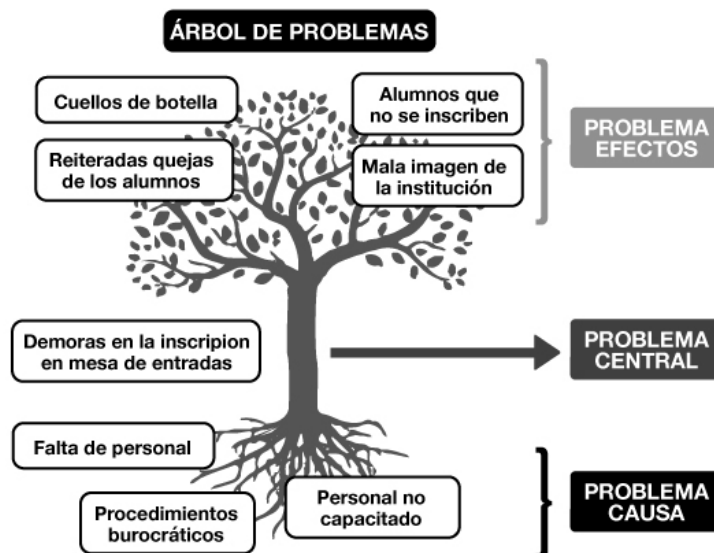 ÁRBOL DE PROBLEMAS
Cuellos de botella
Alumnos que
no se inscriben
Reiteradas quejas
de los alumnos
Mala imagen de
la institución
PROBLEMA
EFECTOS
Demoras en la inscripion
en mesa de entradas
PROBLEMA
CENTRAL
Falta de personal
Procedimientos
burocráticos
Personal no
capacitado
PROBLEMA
CAUSA